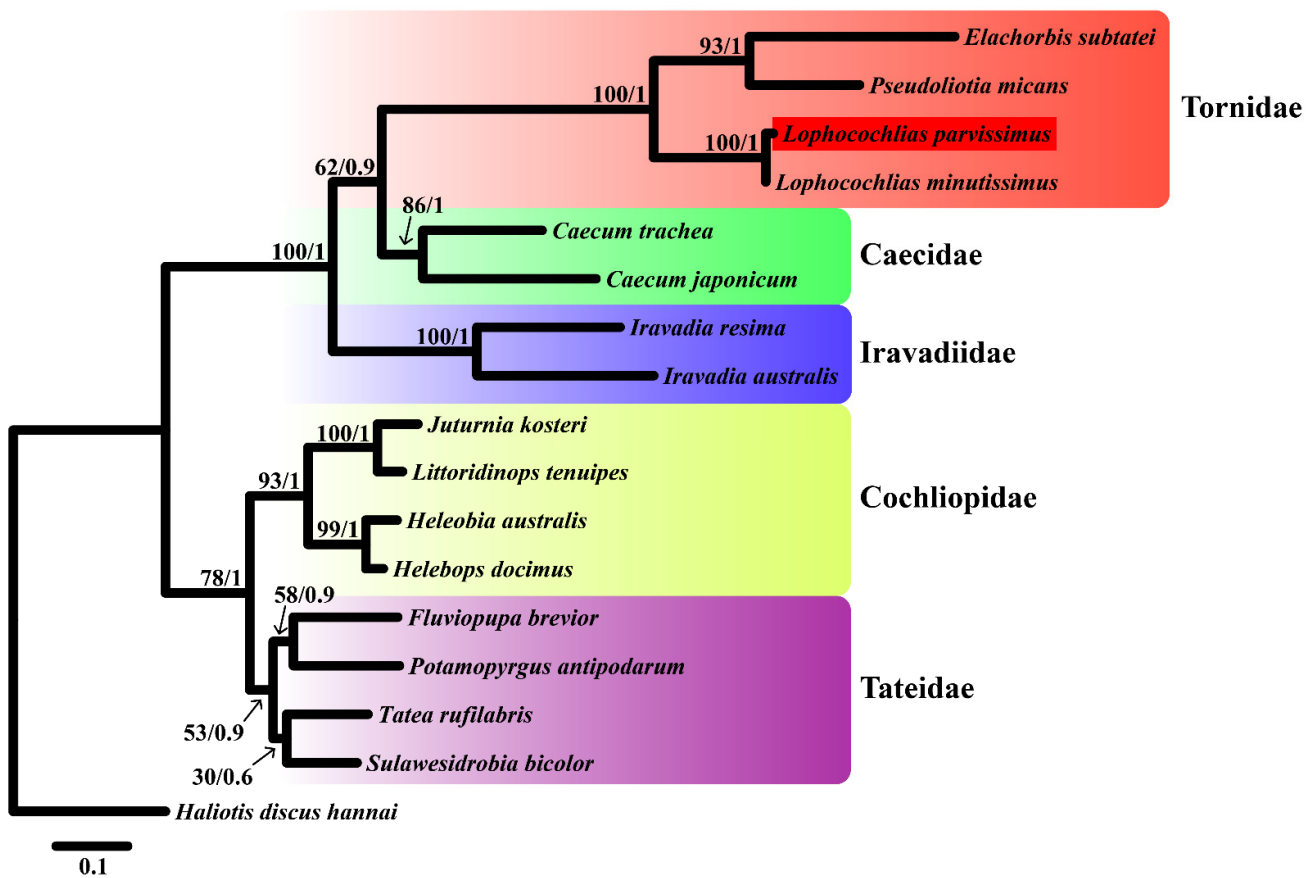 93/1
Elachorbis subtatei
Pseudoliotia micans
100/1
Tornidae
Lophocochlias parvissimus
100/1
Lophocochlias minutissimus
62/0.9
86/1
Caecum trachea
100/1
Caecidae
Caecum japonicum
Iravadia resima
100/1
Iravadiidae
Iravadia australis
Juturnia kosteri
100/1
Littoridinops tenuipes
93/1
Cochliopidae
Heleobia australis
99/1
Helebops docimus
78/1
58/0.9
Fluviopupa brevior
Potamopyrgus antipodarum
Tateidae
Tatea rufilabris
53/0.9
Sulawesidrobia bicolor
30/0.6
Haliotis discus hannai
0.1